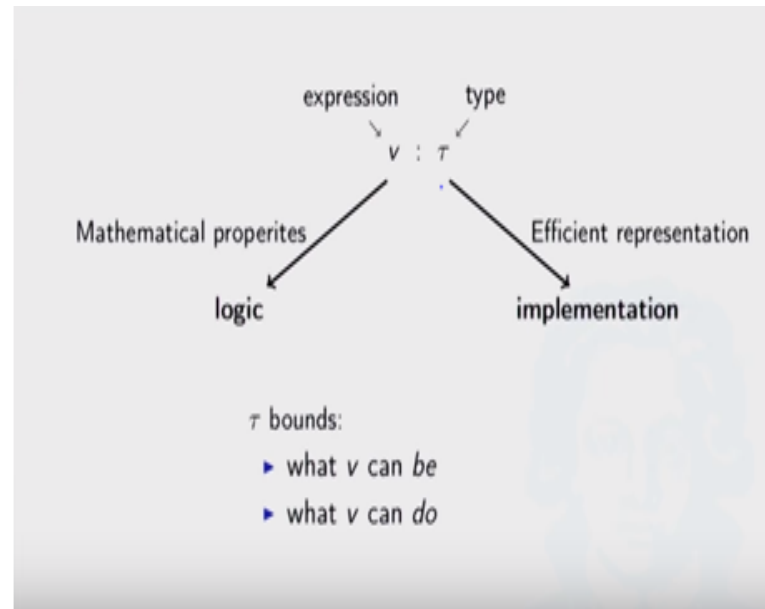 expression type
v : τ
Mathematical properites Efficient representation
logic implementation
τ bounds:
▸ what v can be
▸ what v can do